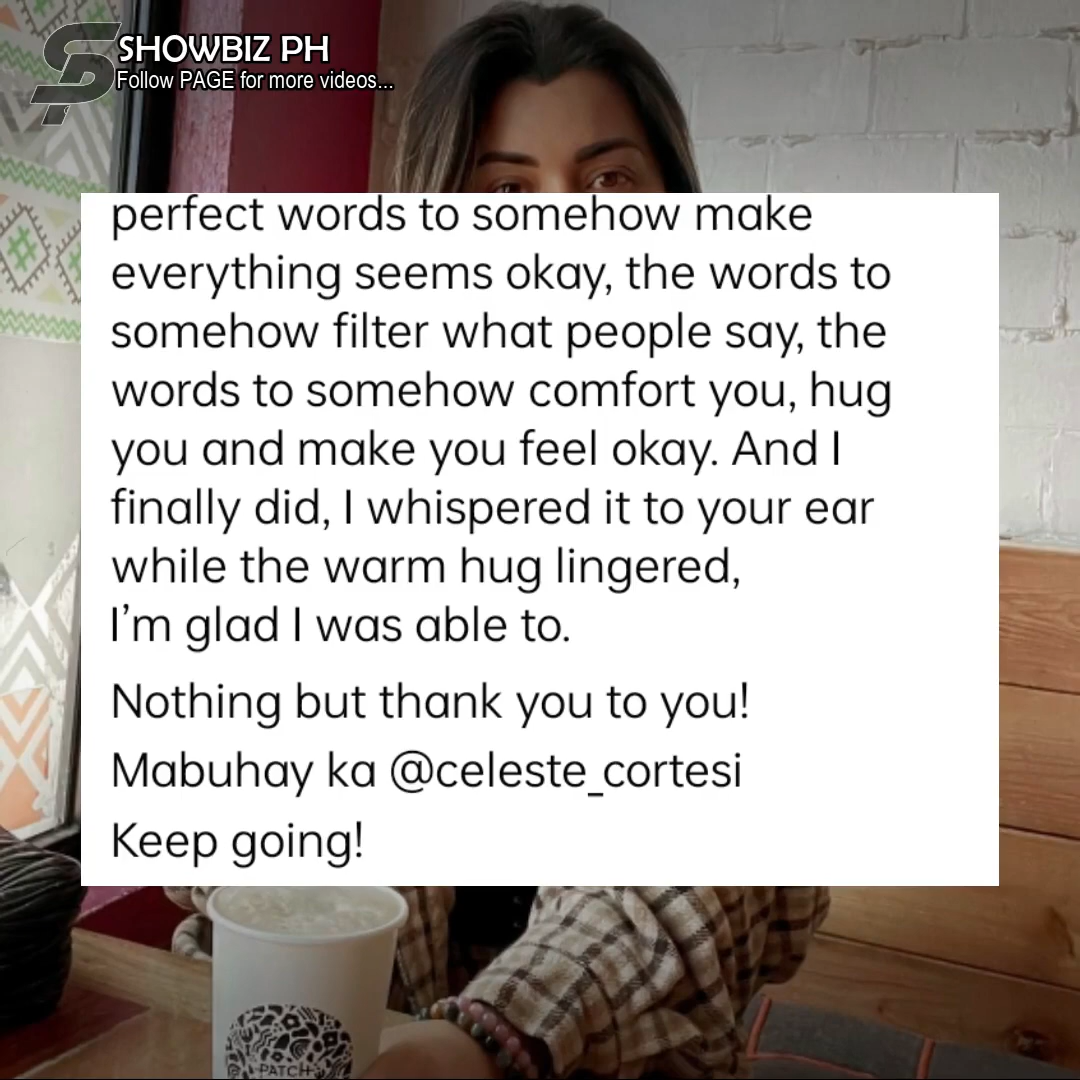 SHOWBIZ PH
Follow PAGE for more videos...
perfect words to somehow make
everything seems okay, the words to
somehow filter what people say, the
words to somehow comfort you, hug
you and make you feel okay. And I
finally did, I whispered it to your ear
while the warm hug lingered,
I'm glad I was able to.
Nothing but thank you to you!
Mabuhay ka @celeste_cortesi
Keep going!
PATCH